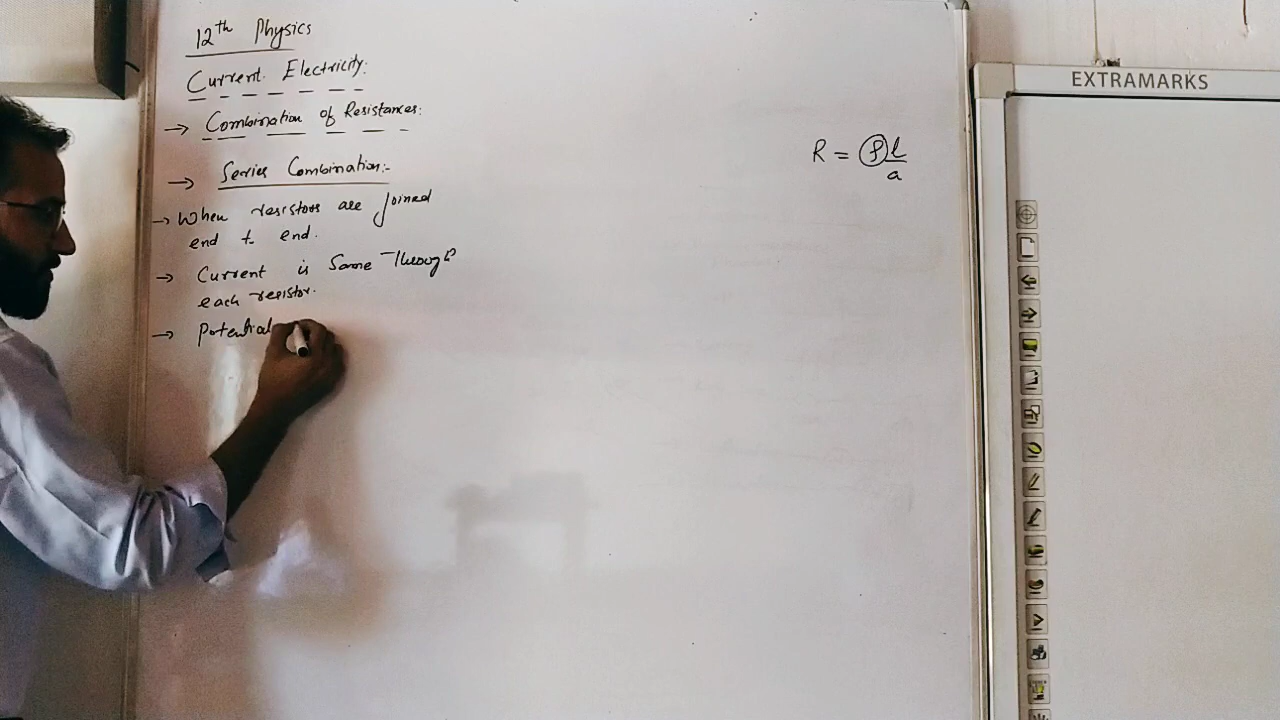 12th Physics
Current Electricity:
→ Combination of Resistances:
→ Series Combination:-
→ When resistors are Joined
end to end.
→ Current is Same Through
each resistor.
→ Potential
R = ρl/a
EXTRAMARKS